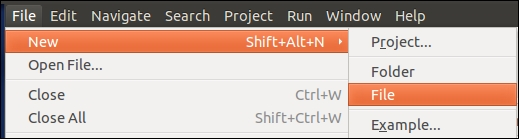 File Edit Navigate Search Project Run Window Help
New Shift+Alt+N Project...
Open File... Folder
Close Ctrl+W File
Close All Shift+Ctrl+W Example...